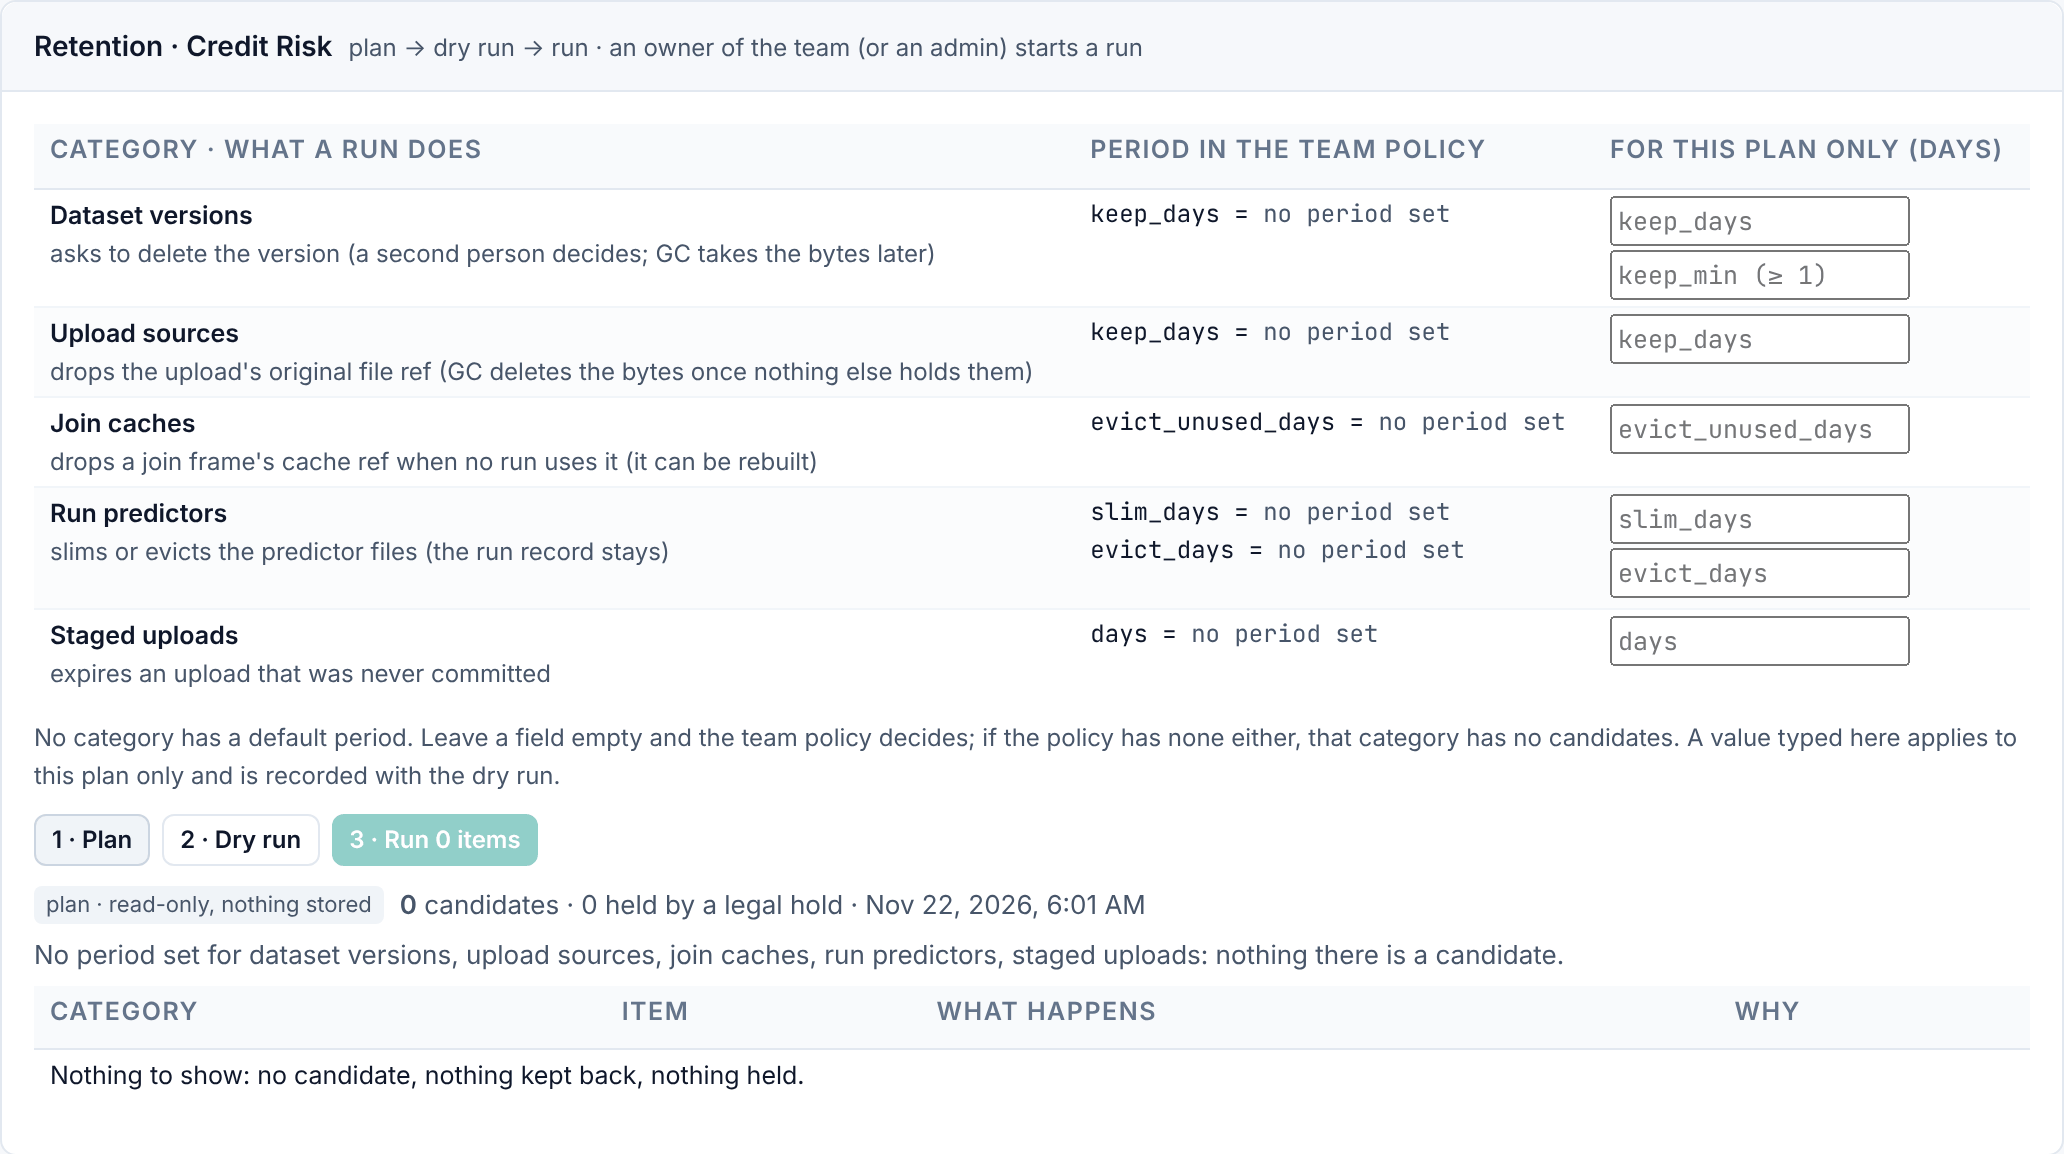 Retention · Credit Risk plan → dry run → run · an owner of the team (or an admin) starts a run
CATEGORY · WHAT A RUN DOES PERIOD IN THE TEAM POLICY FOR THIS PLAN ONLY (DAYS)
Dataset versions keep_days = no period set keep_days
asks to delete the version (a second person decides; GC takes the bytes later)
keep_min (≥ 1)
Upload sources keep_days = no period set keep_days
drops the upload's original file ref (GC deletes the bytes once nothing else holds them)
Join caches evict_unused_days = no period set evict_unused_days
drops a join frame's cache ref when no run uses it (it can be rebuilt)
Run predictors slim_days = no period set slim_days
slims or evicts the predictor files (the run record stays) evict_days = no period set evict_days
Staged uploads days = no period set days
expires an upload that was never committed
No category has a default period. Leave a field empty and the team policy decides; if the policy has none either, that category has no candidates. A value typed here applies to
this plan only and is recorded with the dry run.
1 · Plan 2 · Dry run 3 · Run 0 items
plan · read-only, nothing stored 0 candidates · 0 held by a legal hold · Nov 22, 2026, 6:01 AM
No period set for dataset versions, upload sources, join caches, run predictors, staged uploads: nothing there is a candidate.
CATEGORY ITEM WHAT HAPPENS WHY
Nothing to show: no candidate, nothing kept back, nothing held.